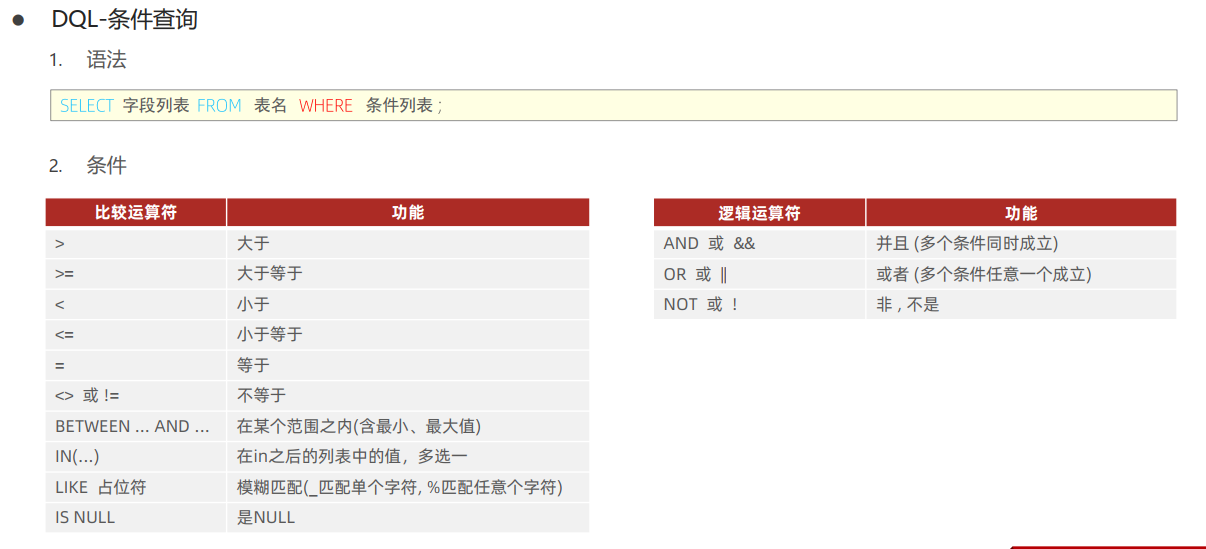 ● DQL-条件查询
1. 语法
SELECT 字段列表 FROM 表名 WHERE 条件列表 ;
2. 条件
比较运算符 功能
> 大于
>= 大于等于
< 小于
<= 小于等于
= 等于
<> 或 != 不等于
BETWEEN ... AND ... 在某个范围之内(含最小、最大值)
IN(...) 在in之后的列表中的值，多选一
LIKE 占位符 模糊匹配(_匹配单个字符, %匹配任意个字符)
IS NULL 是NULL
逻辑运算符 功能
AND 或 && 并且 (多个条件同时成立)
OR 或 || 或者 (多个条件任意一个成立)
NOT 或 ! 非 , 不是